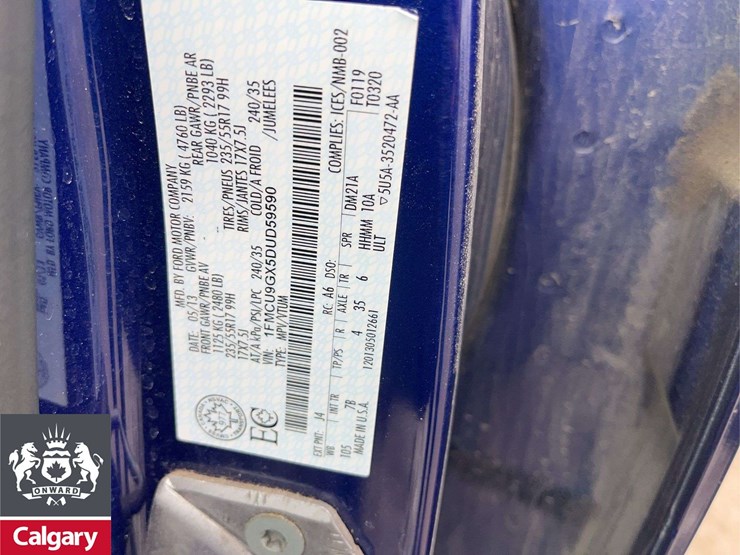 MFD. BY FORD MOTOR COMPANY
DATE: 05/13 GVWR/PNBV: 2159 KG ( 4760 LB)
FRONT GAWR/PNBE AV REAR GAWR/PNBE AR
1125 KG ( 2480 LB) 1040 KG ( 2293 LB)
235/55R17 99H TIRES/PNEUS 235/55R17 99H
17X7.5J RIMS/JANTES 17X7.5J
AT/A kPa/PSI/LPC 240/35 COLD/A FROID 240/35
VIN: 1FMCU9GX5DUD59590 /JUMELEES
TYPE: MPV/VTUM
EC COMPLIES: ICES/NMB-002
EXT PNT: J4 RC: A6 DSO: F0119
WB INT TR TP/PS R AXLE TR SPR DM21A T0320
105 7B 4 35 6 HHMM 10A
MADE IN U.S.A. 1201305012661 ULT ▽5U5A-3520472-AA
ONWARD
Calgary